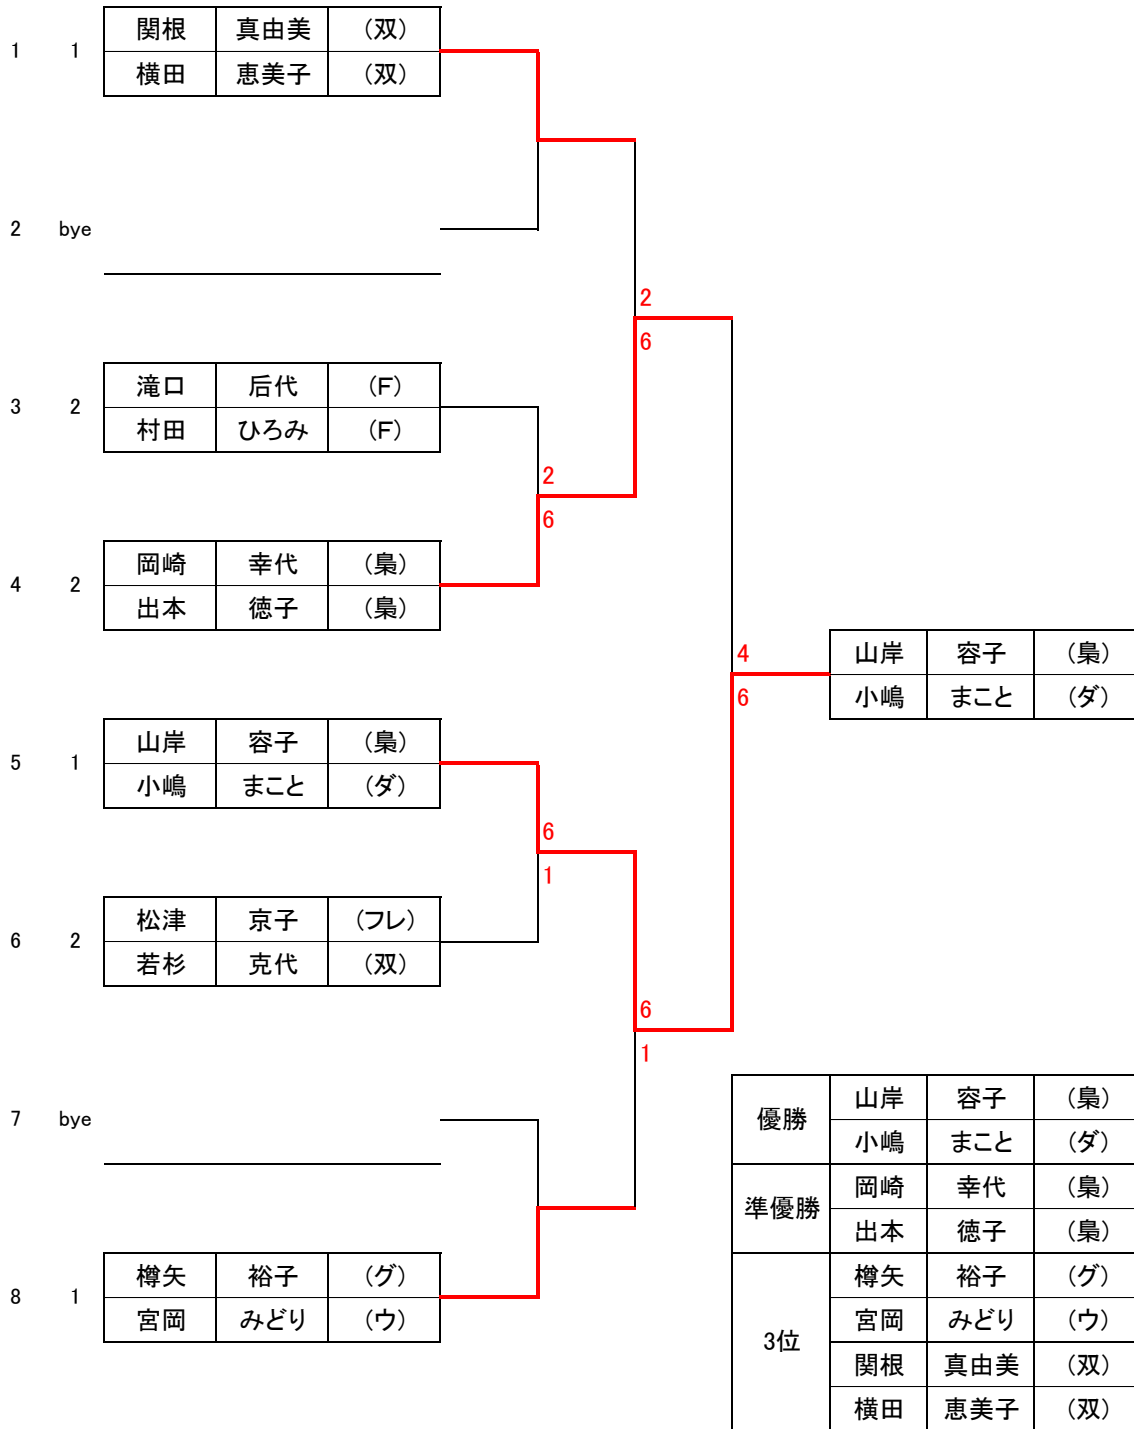 関根 真由美 (双)
1 1
横田 恵美子 (双)
2 bye
2
6
滝口 后代 (F)
3 2
村田 ひろみ (F)
2
6
岡崎 幸代 (梟)
4 2
出本 徳子 (梟)
4
6
山岸 容子 (梟)
小嶋 まこと (ダ)
山岸 容子 (梟)
5 1
小嶋 まこと (ダ)
6
1
松津 京子 (フレ)
6 2
若杉 克代 (双)
6
1
7 bye
樽矢 裕子 (グ)
8 1
宮岡 みどり (ウ)
優勝
山岸 容子 (梟)
小嶋 まこと (ダ)
準優勝
岡崎 幸代 (梟)
出本 徳子 (梟)
3位
樽矢 裕子 (グ)
宮岡 みどり (ウ)
関根 真由美 (双)
横田 恵美子 (双)